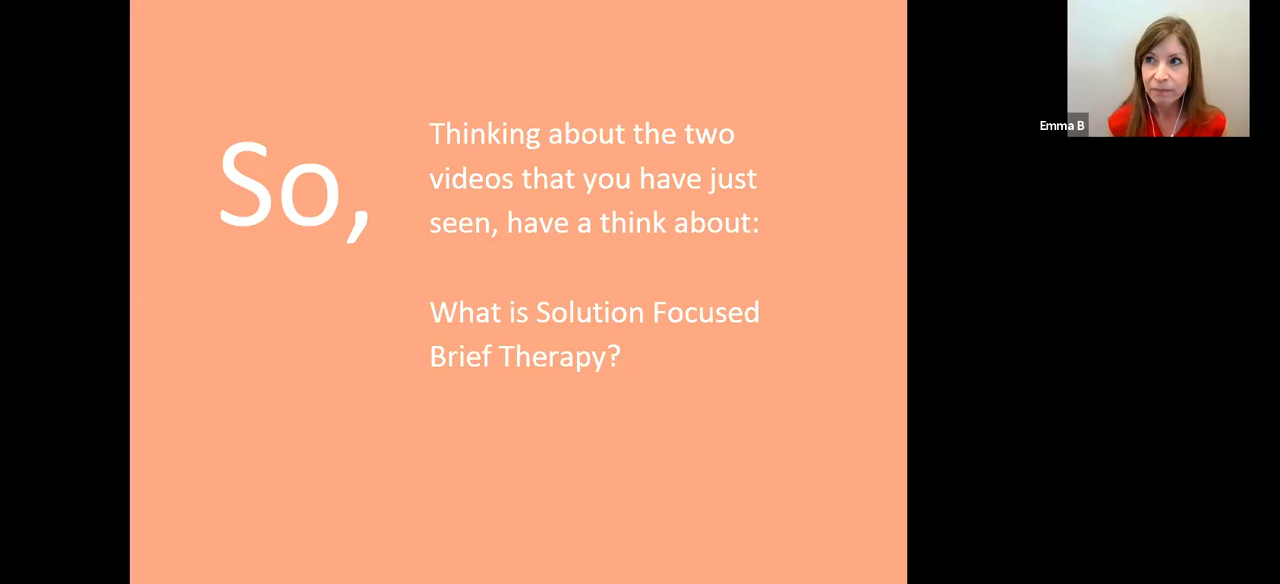 So,
Thinking about the two
videos that you have just
seen, have a think about:
What is Solution Focused
Brief Therapy?
Emma B